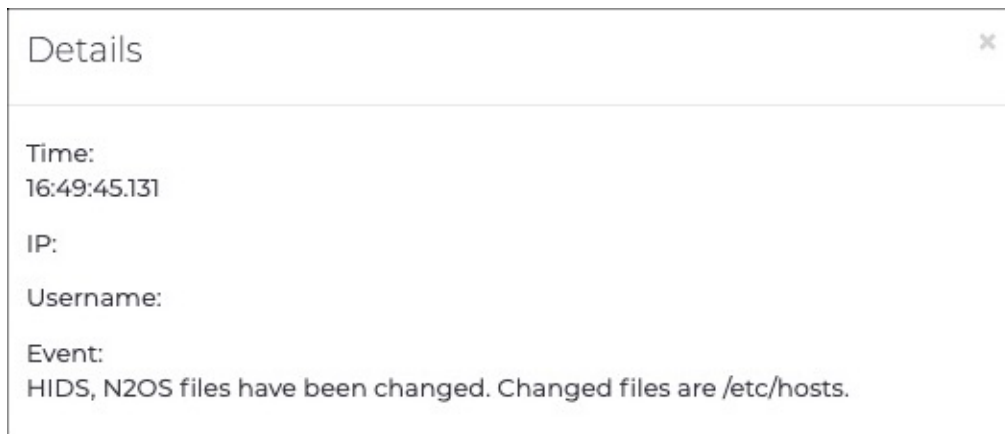 Details ×
Time:
16:49:45.131
IP:
Username:
Event:
HIDS, N2OS files have been changed. Changed files are /etc/hosts.